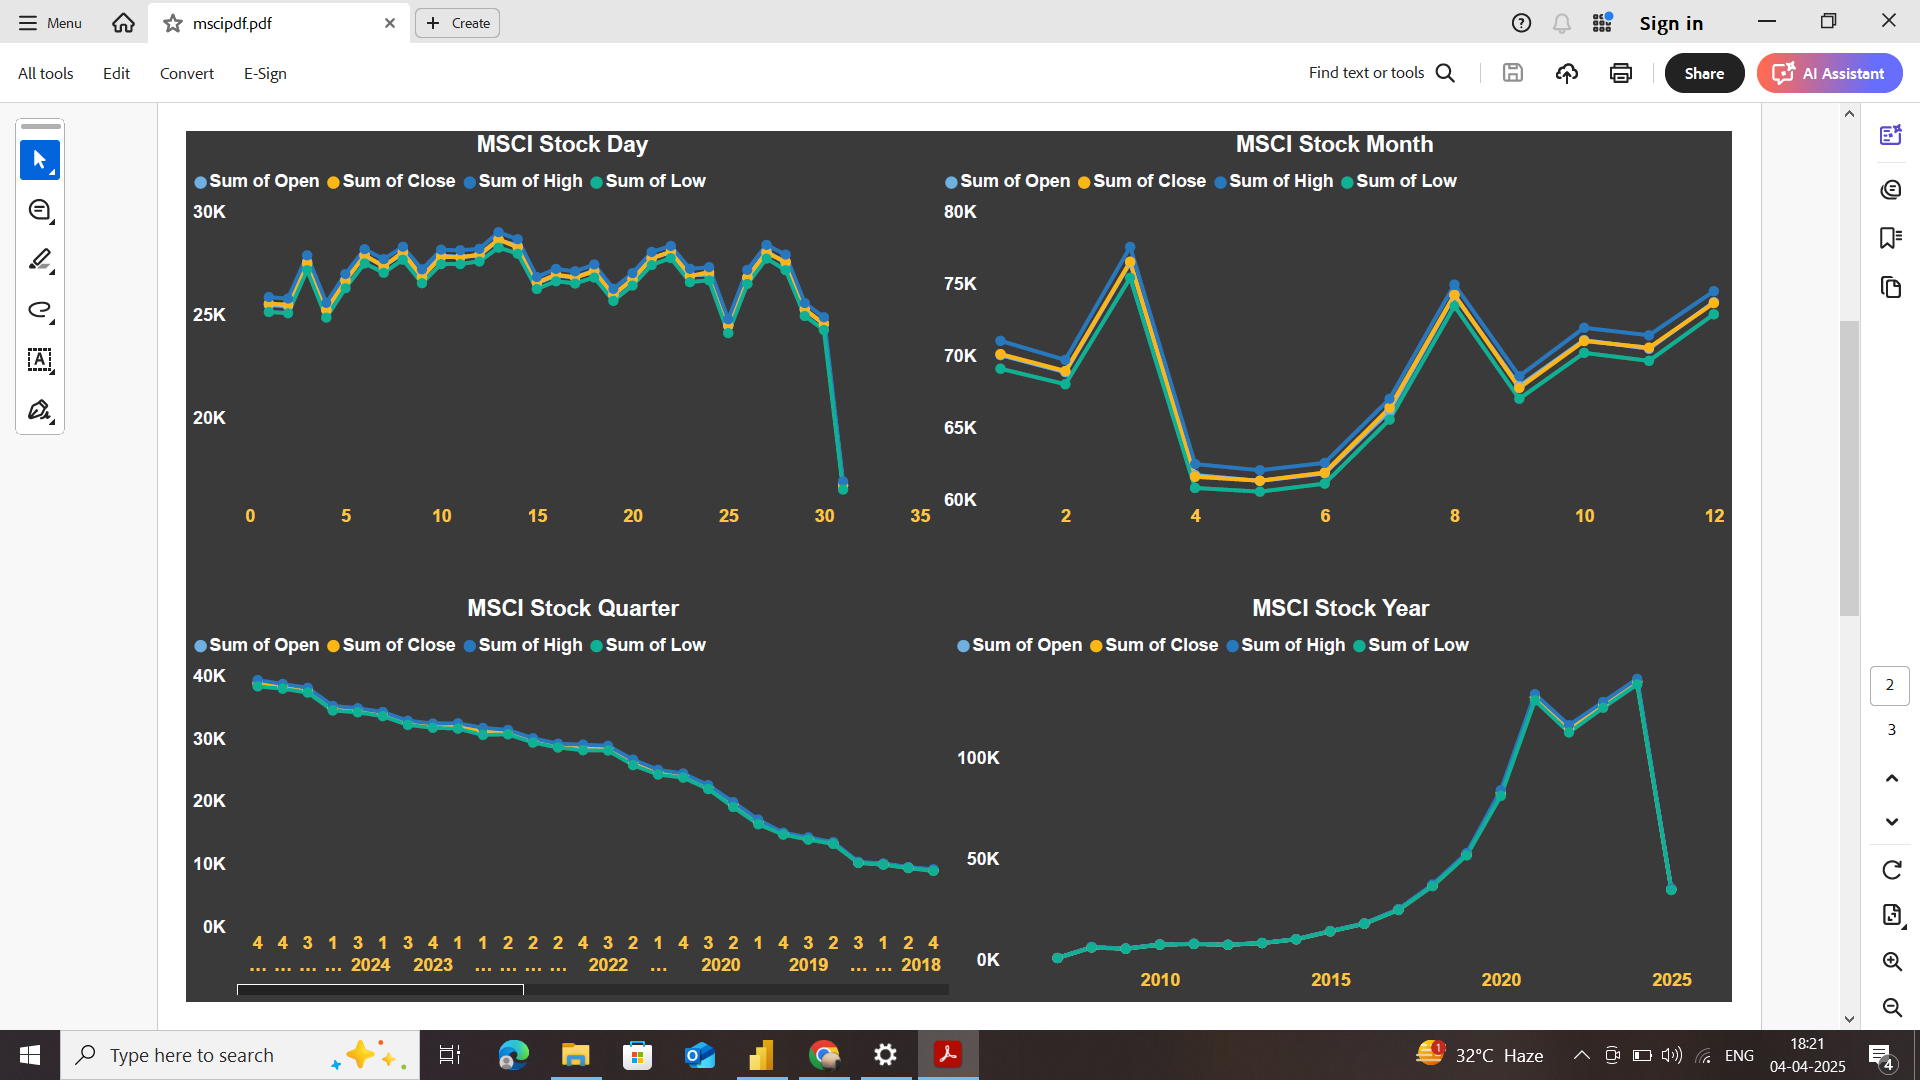 Menu
mscipdf.pdf
Create
Sign in
All tools
Edit
Convert
E-Sign
Find text or tools
Share
AI Assistant
MSCI Stock Day
Sum of Open Sum of Close Sum of High Sum of Low
30K
25K
20K
0 5 10 15 20 25 30 35
MSCI Stock Month
Sum of Open Sum of Close Sum of High Sum of Low
80K
75K
70K
65K
60K
2 4 6 8 10 12
MSCI Stock Quarter
Sum of Open Sum of Close Sum of High Sum of Low
40K
30K
20K
10K
0K
4 4 3 1 3 1 3 4 1 1 2 2 2 4 3 2 1 4 3 2 1 4 3 2 3 1 2 4
... ... ... ... 2024 2023 ... ... ... ... 2022 ... 2020 2019 ... ... 2018
MSCI Stock Year
Sum of Open Sum of Close Sum of High Sum of Low
100K
50K
0K
2010 2015 2020 2025
2
3
Type here to search
1
32°C Haze
ENG
18:21
04-04-2025
4